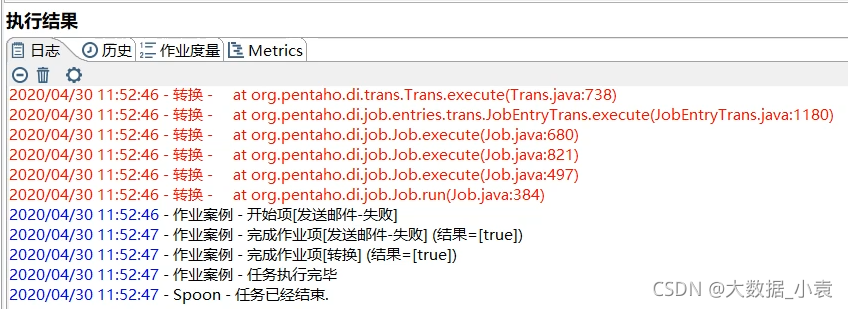 执行结果
日志 历史 作业度量 Metrics
2020/04/30 11:52:46 - 转换 - at org.pentaho.di.trans.Trans.execute(Trans.java:738)
2020/04/30 11:52:46 - 转换 - at org.pentaho.di.job.entries.trans.JobEntryTrans.execute(JobEntryTrans.java:1180)
2020/04/30 11:52:46 - 转换 - at org.pentaho.di.job.Job.execute(Job.java:680)
2020/04/30 11:52:46 - 转换 - at org.pentaho.di.job.Job.execute(Job.java:821)
2020/04/30 11:52:46 - 转换 - at org.pentaho.di.job.Job.execute(Job.java:497)
2020/04/30 11:52:46 - 转换 - at org.pentaho.di.job.Job.run(Job.java:384)
2020/04/30 11:52:46 - 作业案例 - 开始项[发送邮件-失败]
2020/04/30 11:52:47 - 作业案例 - 完成作业项[发送邮件-失败] (结果=[true])
2020/04/30 11:52:47 - 作业案例 - 完成作业项[转换] (结果=[true])
2020/04/30 11:52:47 - 作业案例 - 任务执行完毕
2020/04/30 11:52:47 - Spoon - 任务已经结束.
CSDN @大数据_小袁